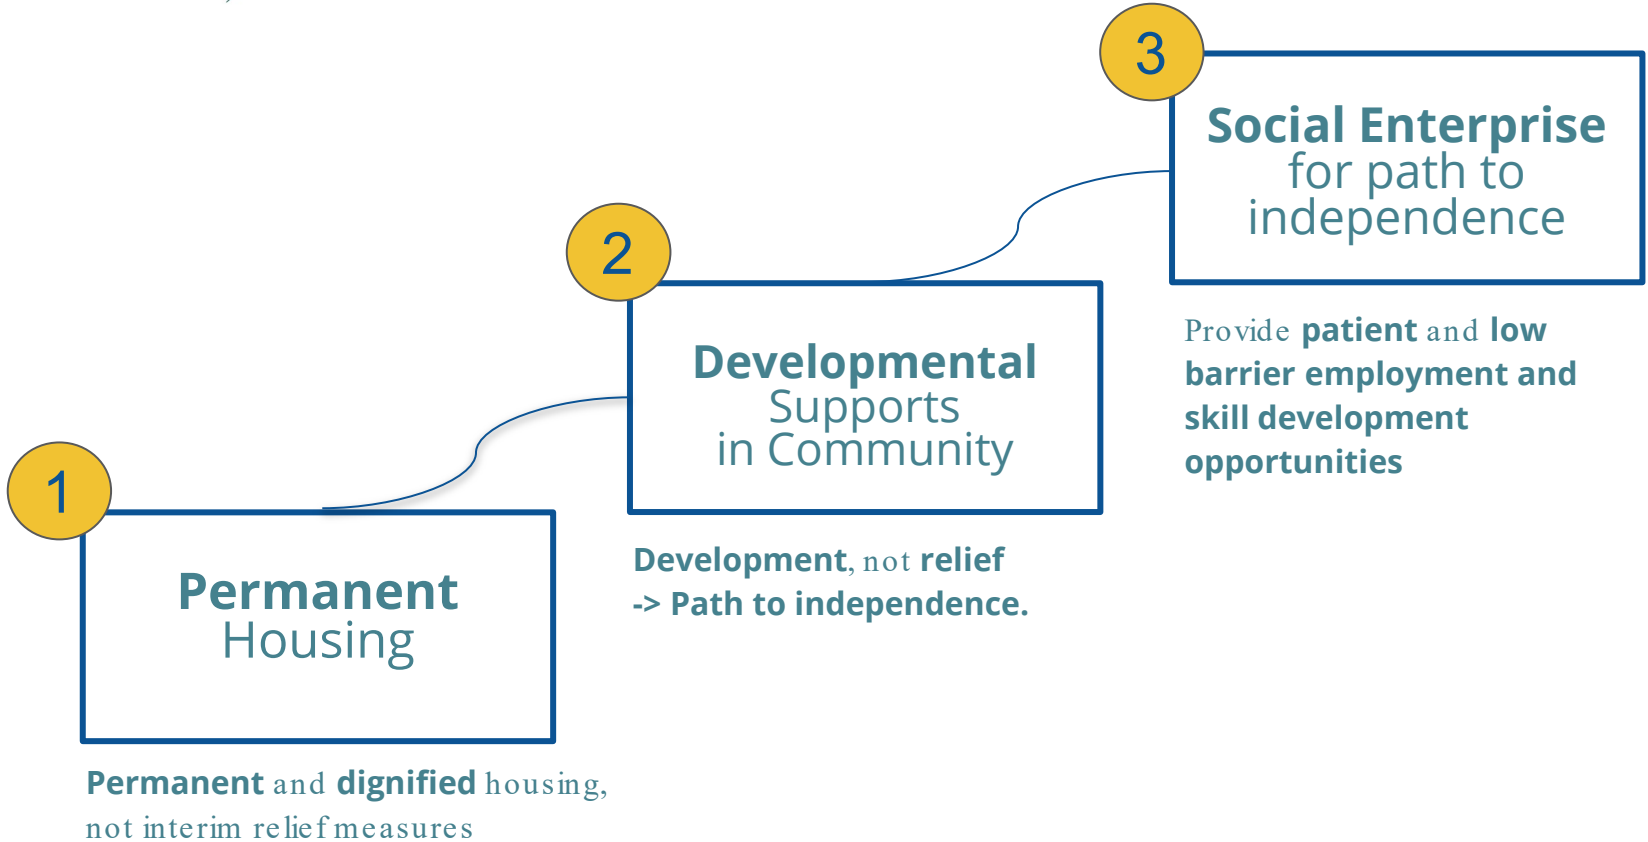 1
Permanent
Housing
Permanent and dignified housing,
not interim relief measures
2
Developmental
Supports
in Community
Development, not relief
-> Path to independence.
3
Social Enterprise
for path to
independence
Provide patient and low
barrier employment and
skill development
opportunities